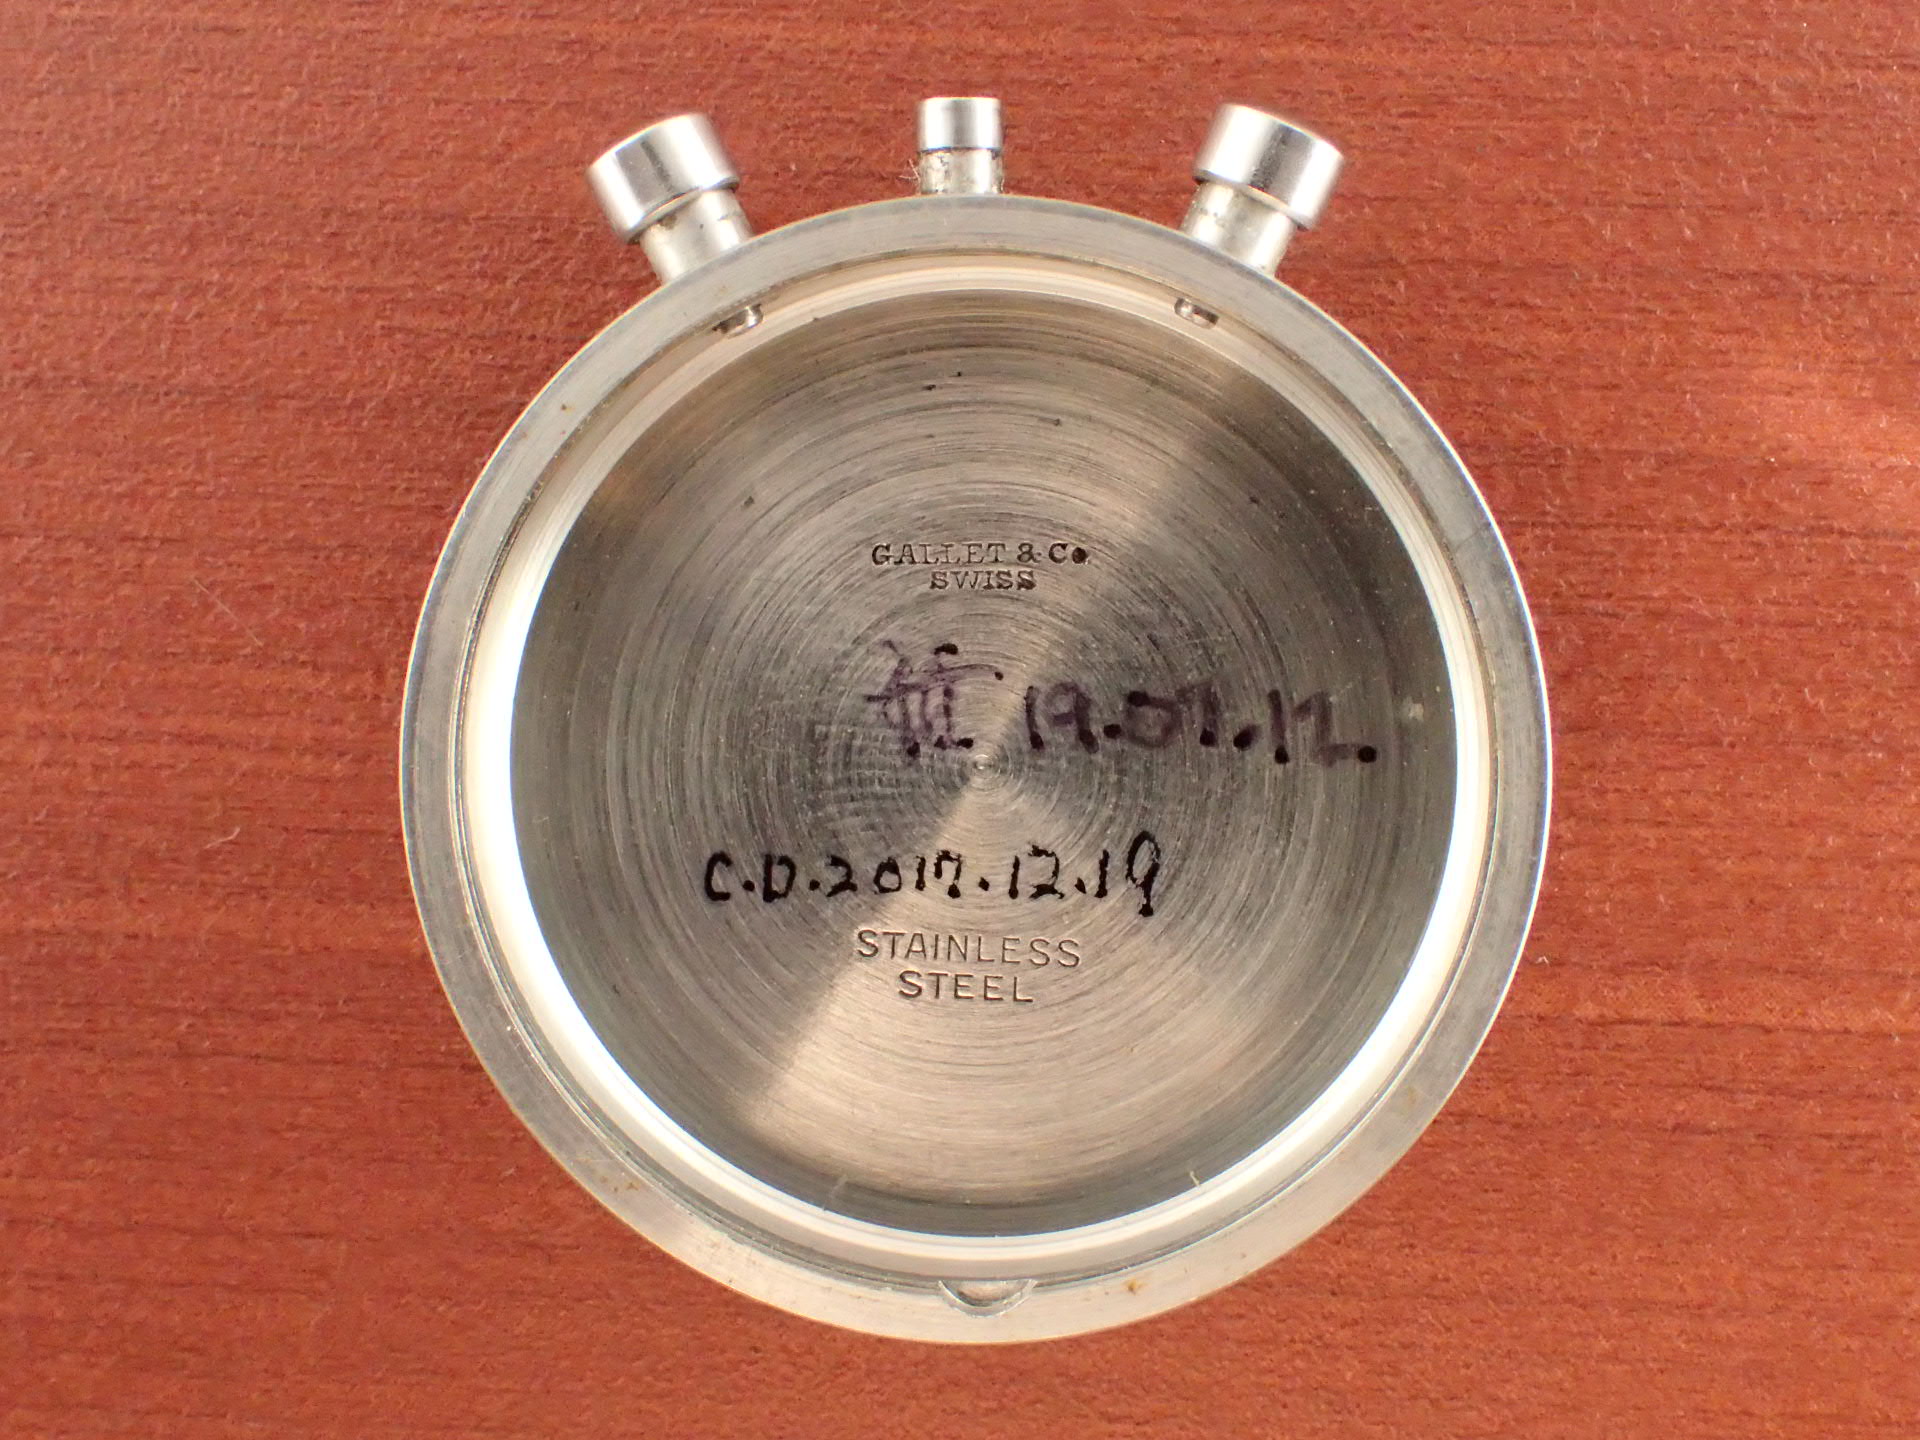 GALLET & Co.
SWISS
19.07.12.
C.D.2017.12.19
STAINLESS
STEEL